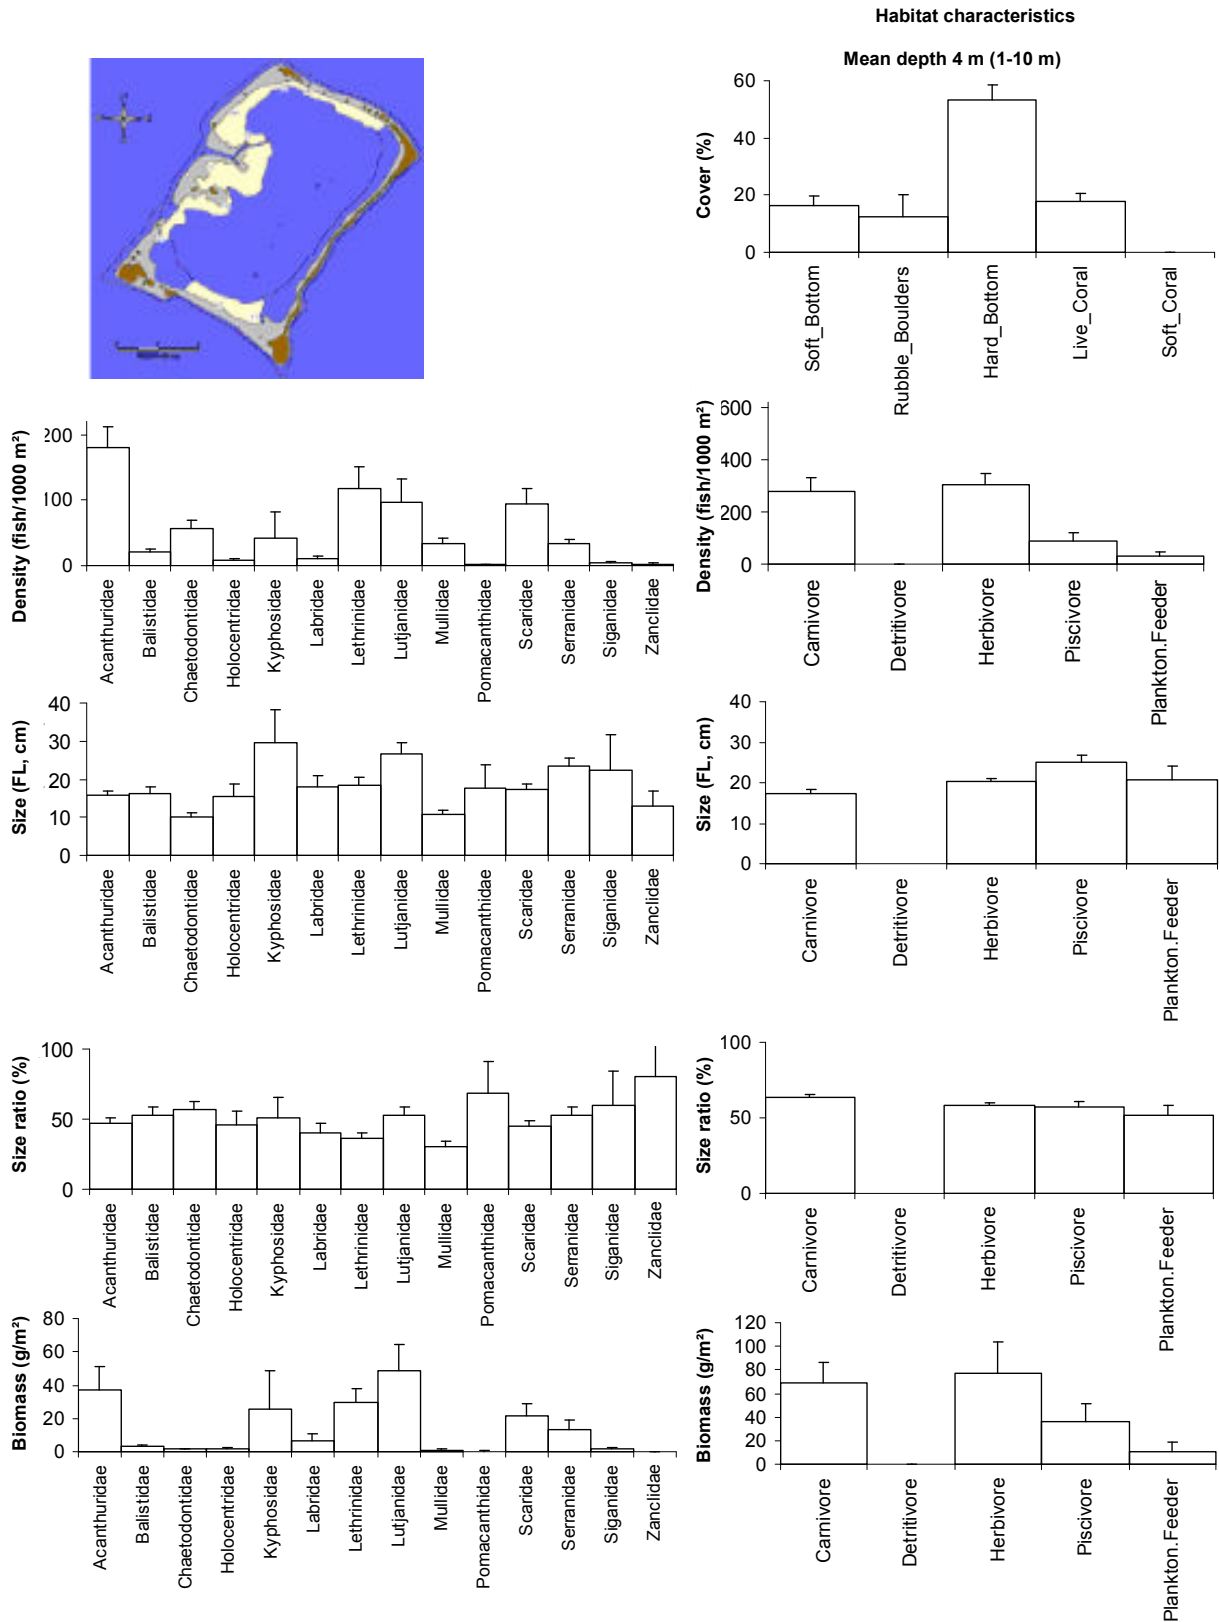 Habitat characteristics
Mean depth 4 m (1-10 m)
Cover (%)
60
40
20
0
Soft_Bottom
Rubble_Boulders
Hard_Bottom
Live_Coral
Soft_Coral
Density (fish/1000 m²)
200
100
0
Acanthuridae
Balistidae
Chaetodontidae
Holocentridae
Kyphosidae
Labridae
Lethrinidae
Lutjanidae
Mullidae
Pomacanthidae
Scaridae
Serranidae
Siganidae
Zanclidae
Density (fish/1000 m²)
600
400
200
0
Carnivore
Detritivore
Herbivore
Piscivore
Plankton.Feeder
Size (FL, cm)
40
30
20
10
0
Acanthuridae
Balistidae
Chaetodontidae
Holocentridae
Kyphosidae
Labridae
Lethrinidae
Lutjanidae
Mullidae
Pomacanthidae
Scaridae
Serranidae
Siganidae
Zanclidae
Size (FL, cm)
40
30
20
10
0
Carnivore
Detritivore
Herbivore
Piscivore
Plankton.Feeder
Size ratio (%)
100
50
0
Acanthuridae
Balistidae
Chaetodontidae
Holocentridae
Kyphosidae
Labridae
Lethrinidae
Lutjanidae
Mullidae
Pomacanthidae
Scaridae
Serranidae
Siganidae
Zanclidae
Size ratio (%)
100
50
0
Carnivore
Detritivore
Herbivore
Piscivore
Plankton.Feeder
Biomass (g/m²)
80
60
40
20
0
Acanthuridae
Balistidae
Chaetodontidae
Holocentridae
Kyphosidae
Labridae
Lethrinidae
Lutjanidae
Mullidae
Pomacanthidae
Scaridae
Serranidae
Siganidae
Zanclidae
Biomass (g/m²)
120
100
80
60
40
20
0
Carnivore
Detritivore
Herbivore
Piscivore
Plankton.Feeder